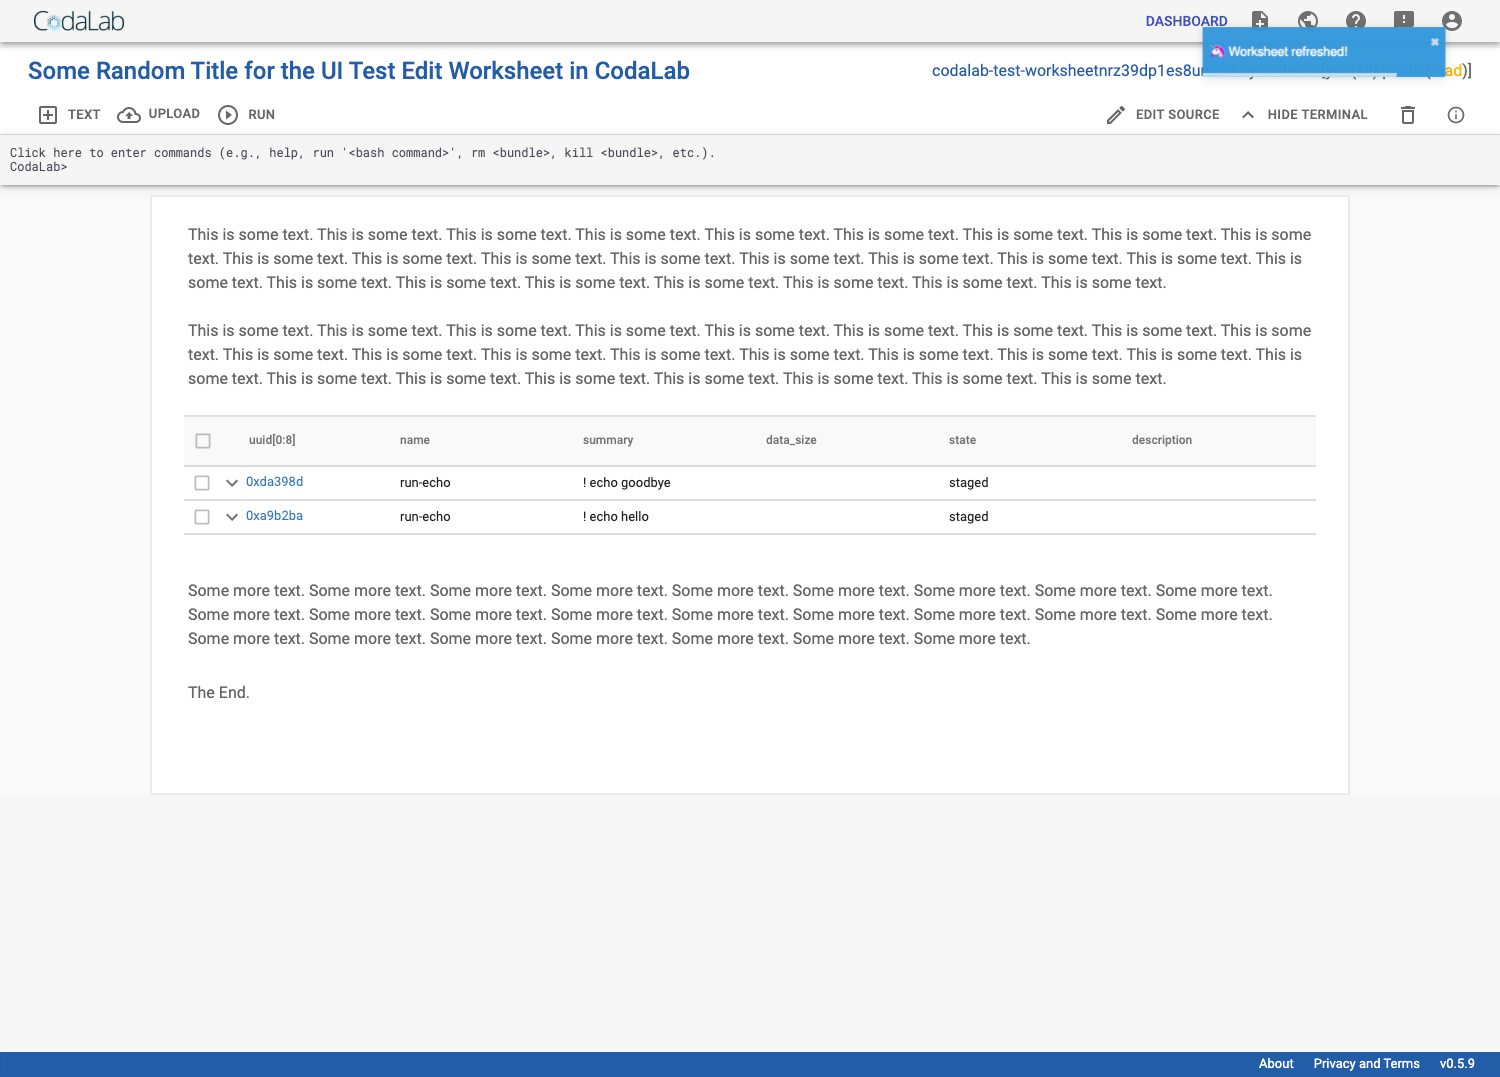 CodaLab
DASHBOARD
Worksheet refreshed!
Some Random Title for the UI Test Edit Worksheet in CodaLab
TEXT UPLOAD RUN
EDIT SOURCE HIDE TERMINAL
Click here to enter commands (e.g., help, run '<bash command>', rm <bundle>, kill <bundle>, etc.).
CodaLab>
This is some text. This is some text. This is some text. This is some text. This is some text. This is some text. This is some text. This is some text. This is some
text. This is some text. This is some text. This is some text. This is some text. This is some text. This is some text. This is some text. This is some text. This is
some text. This is some text. This is some text. This is some text. This is some text. This is some text. This is some text. This is some text.
This is some text. This is some text. This is some text. This is some text. This is some text. This is some text. This is some text. This is some text. This is some
text. This is some text. This is some text. This is some text. This is some text. This is some text. This is some text. This is some text. This is some text. This is
some text. This is some text. This is some text. This is some text. This is some text. This is some text. This is some text. This is some text.
uuid[0:8] name summary data_size state description
0xda398d run-echo ! echo goodbye staged
0xa9b2ba run-echo ! echo hello staged
Some more text. Some more text. Some more text. Some more text. Some more text. Some more text. Some more text. Some more text. Some more text.
Some more text. Some more text. Some more text. Some more text. Some more text. Some more text. Some more text. Some more text. Some more text.
Some more text. Some more text. Some more text. Some more text. Some more text. Some more text. Some more text.
The End.
About Privacy and Terms v0.5.9